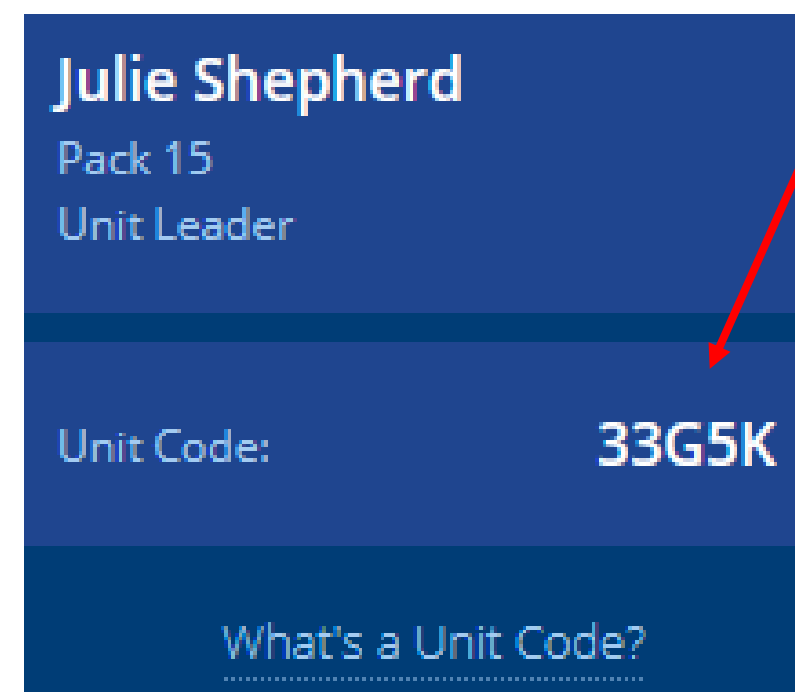 Julie Shepherd
Pack 15
Unit Leader
Unit Code: 33G5K
What's a Unit Code?